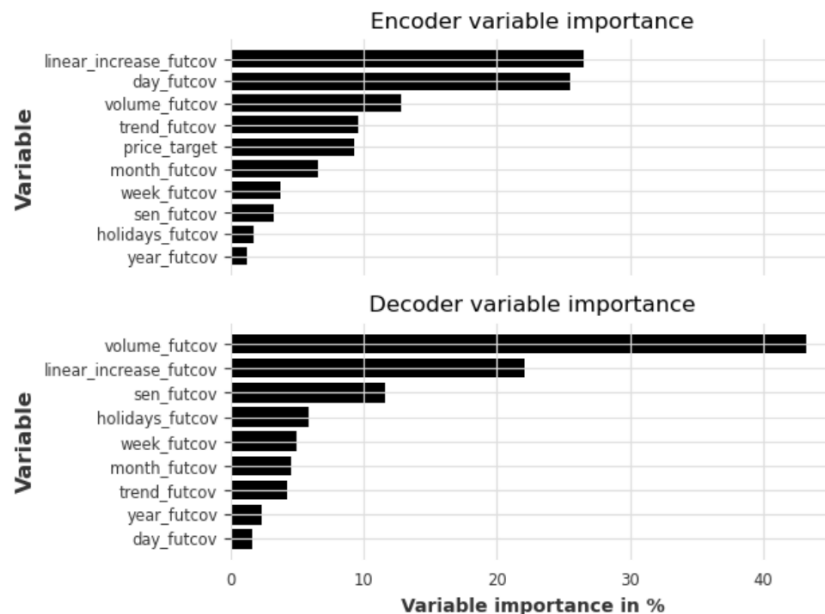 Encoder variable importance
Variable
linear_increase_futcov
day_futcov
volume_futcov
trend_futcov
price_target
month_futcov
week_futcov
sen_futcov
holidays_futcov
year_futcov
Decoder variable importance
Variable
volume_futcov
linear_increase_futcov
sen_futcov
holidays_futcov
week_futcov
month_futcov
trend_futcov
year_futcov
day_futcov
0 10 20 30 40
Variable importance in %